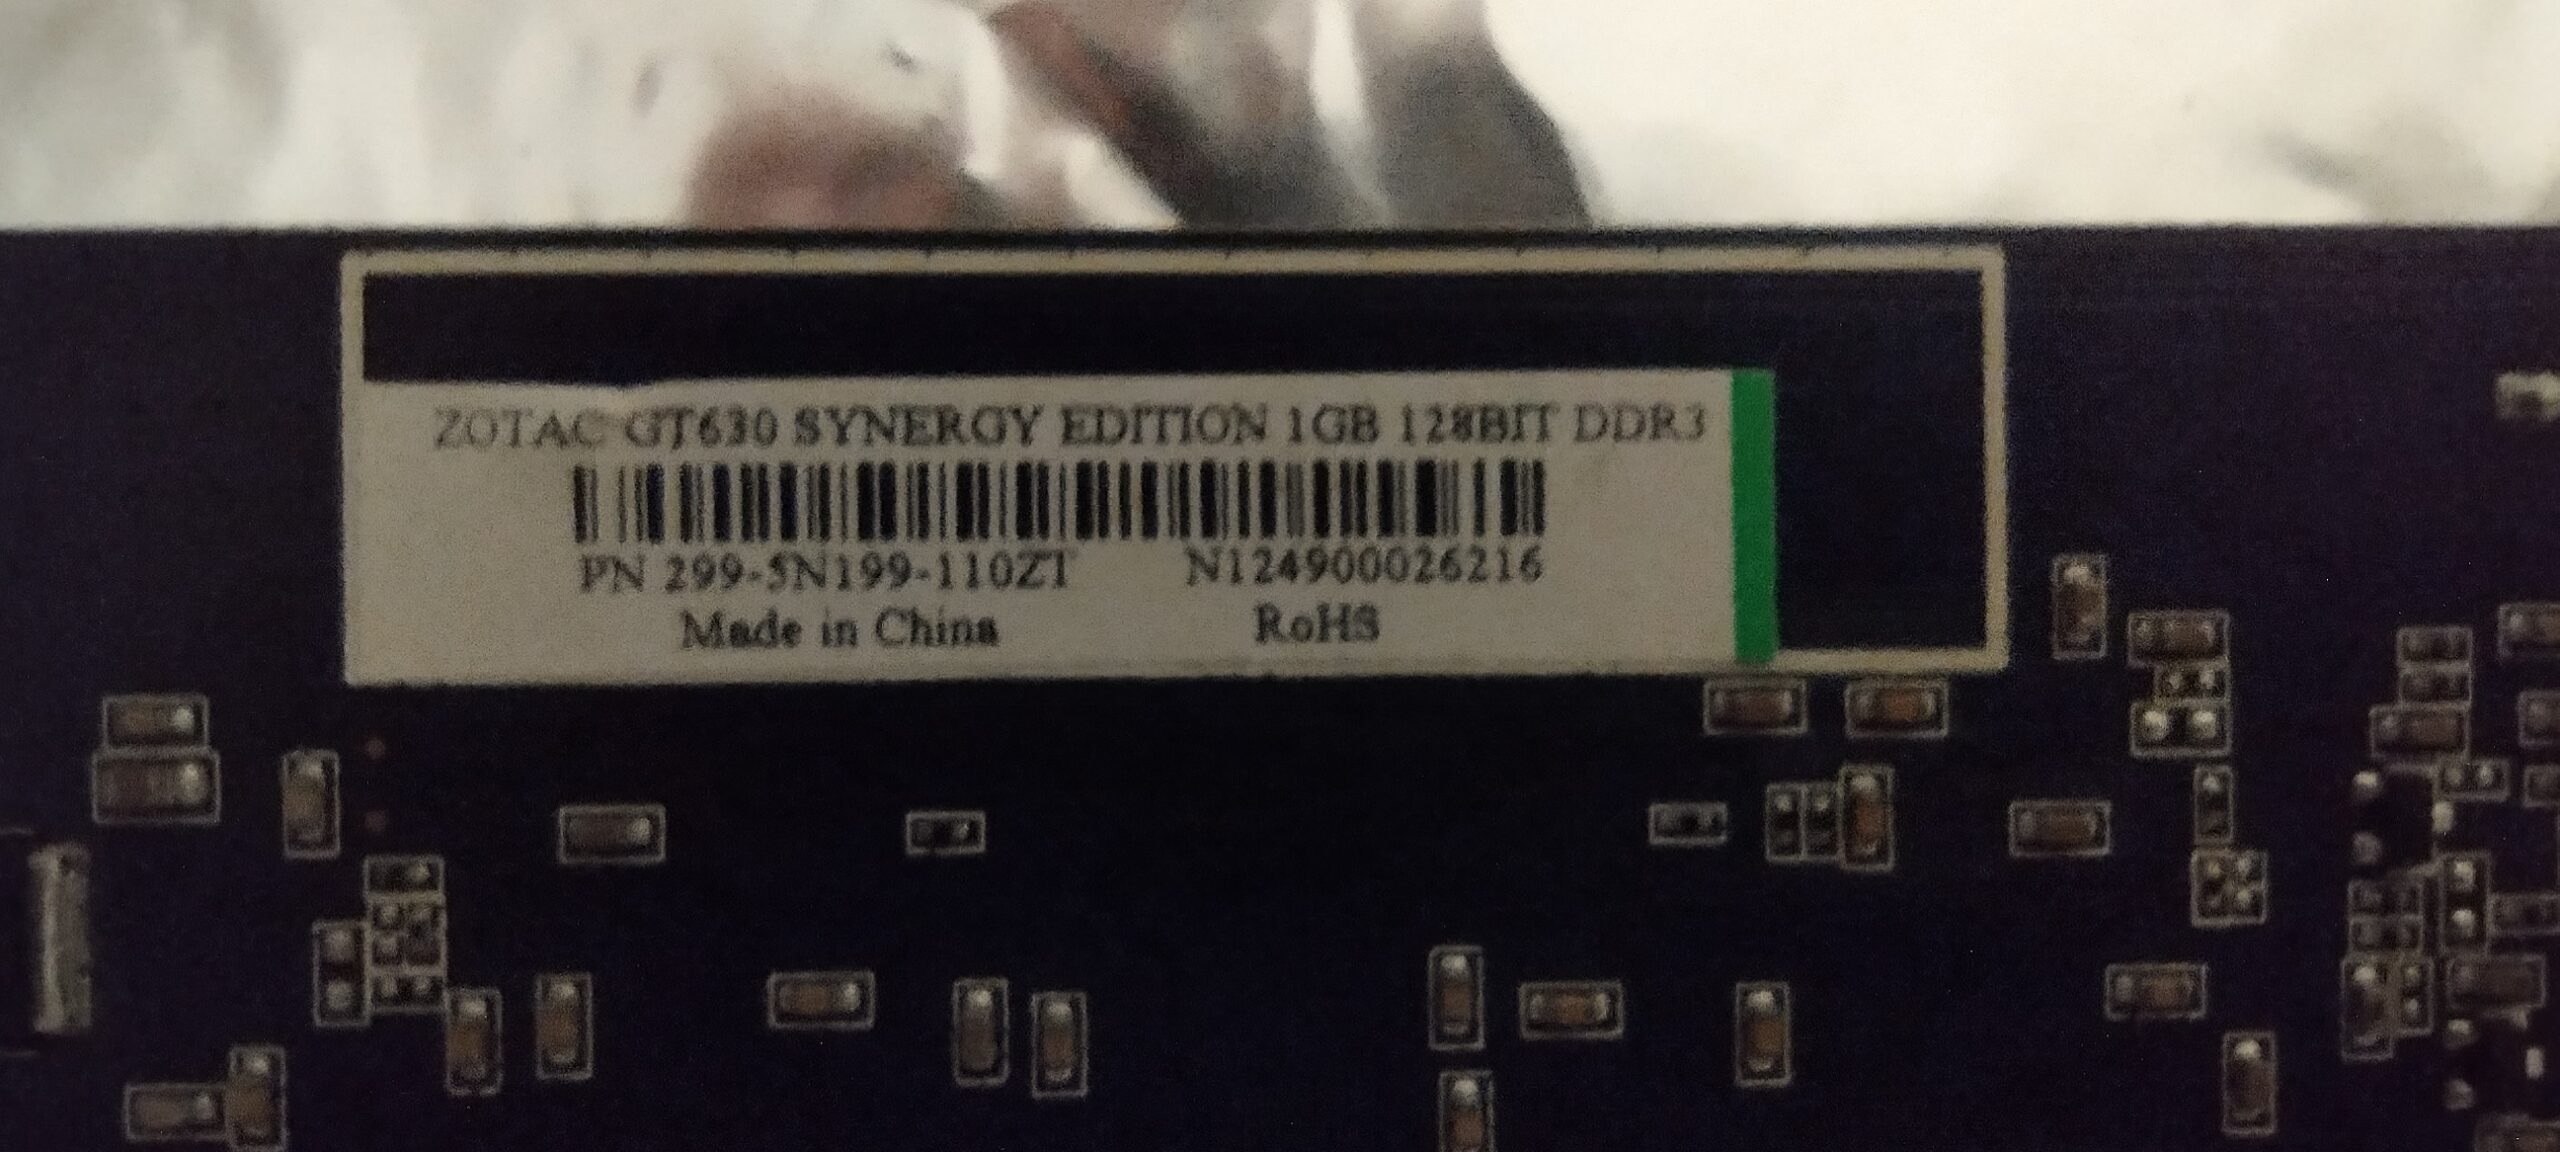 ZOTAC GT630 SYNERGY EDITION 1GB 128BIT DDR3
PN 299-5N199-110ZT N124900026216
Made in China RoHS